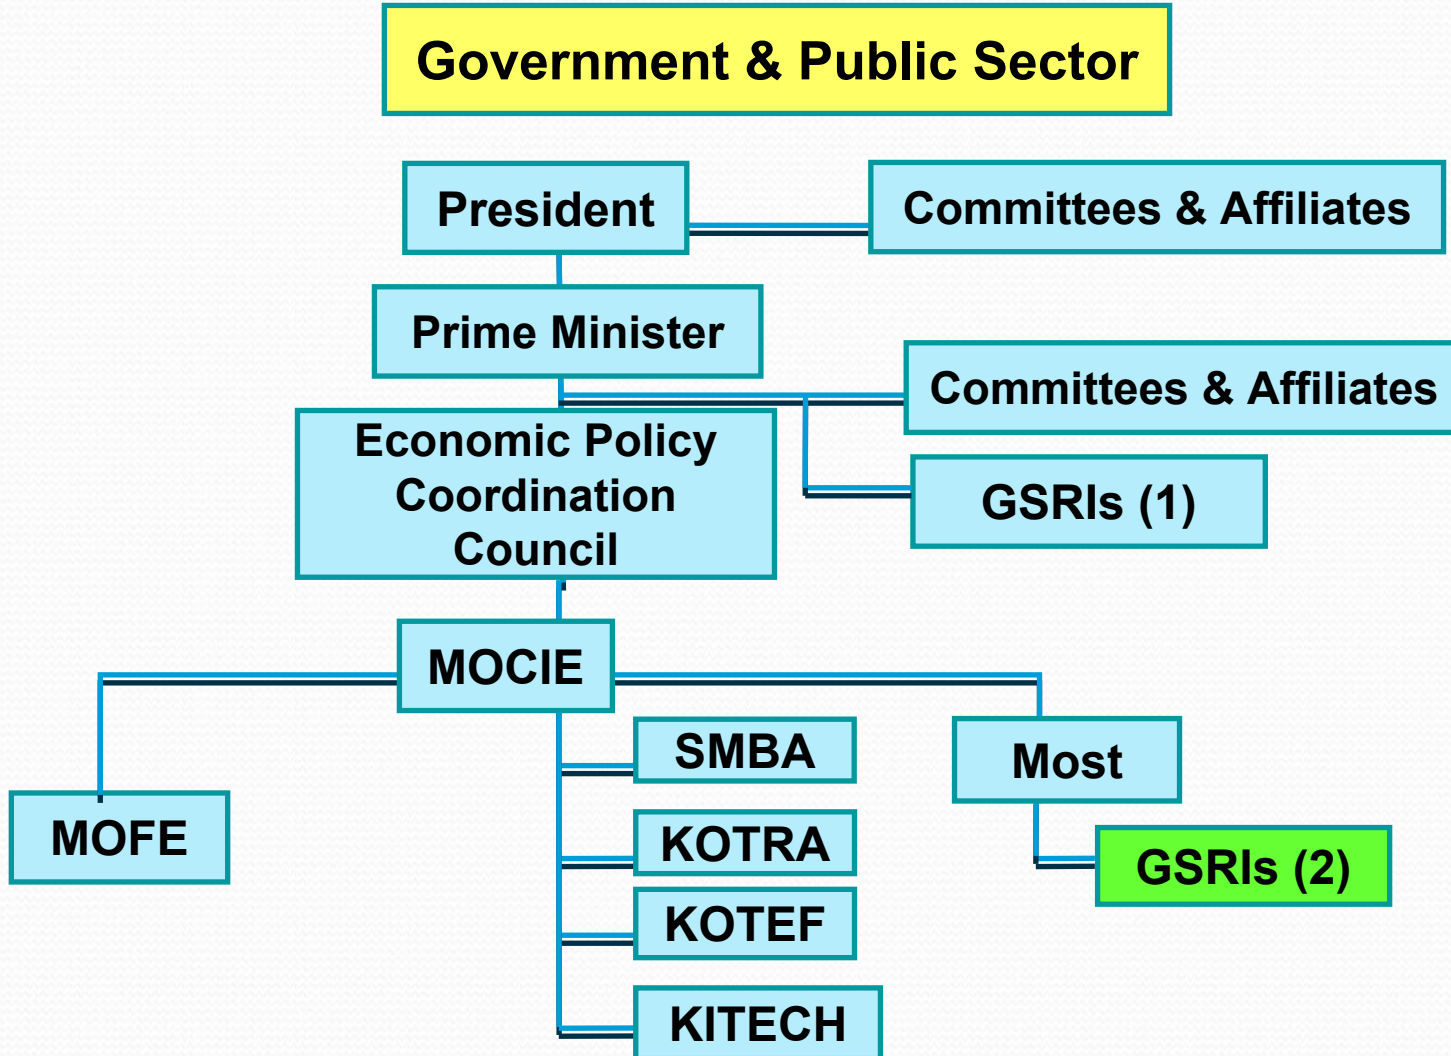 Government & Public Sector
President
Committees & Affiliates
Prime Minister
Committees & Affiliates
Economic Policy
Coordination
Council
GSRIs (1)
MOCIE
SMBA
Most
MOFE
KOTRA
GSRIs (2)
KOTEF
KITECH